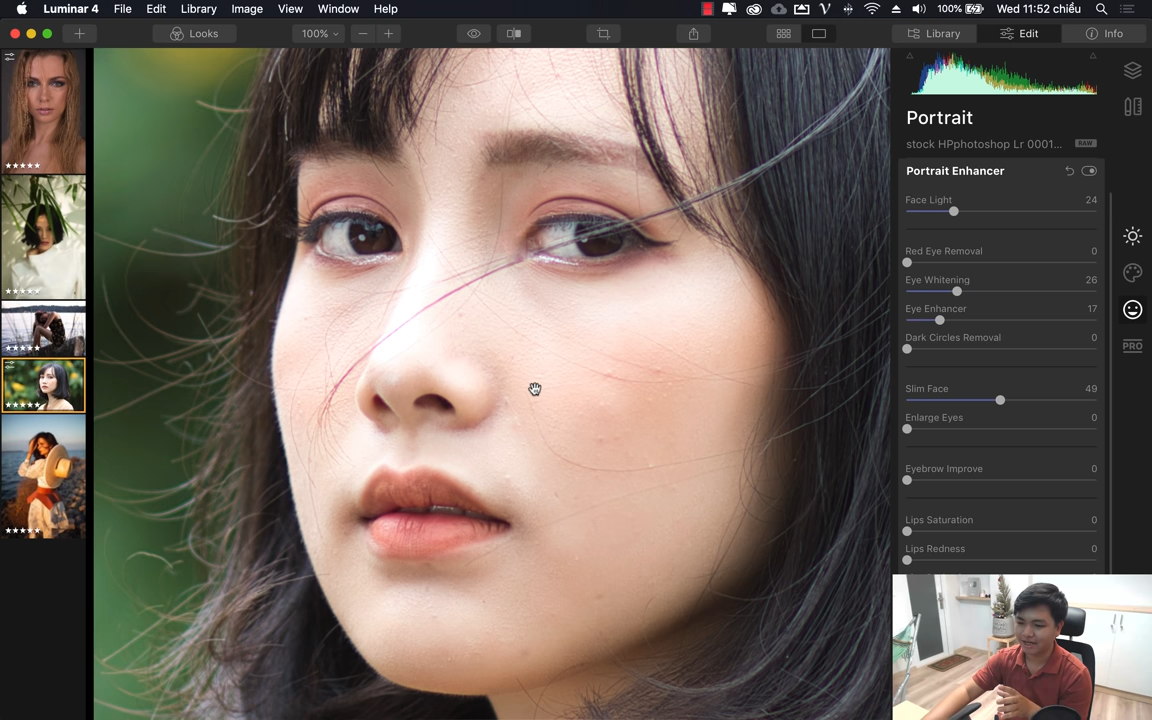 Luminar 4 File Edit Library Image View Window Help 100% Wed 11:52 chiều
Looks 100% Library Edit Info
Portrait
stock HPphotoshop Lr 0001... RAW
Portrait Enhancer
Face Light 24
Red Eye Removal 0
Eye Whitening 26
Eye Enhancer 17
Dark Circles Removal 0
Slim Face 49
Enlarge Eyes 0
Eyebrow Improve 0
Lips Saturation 0
Lips Redness 0
PRO